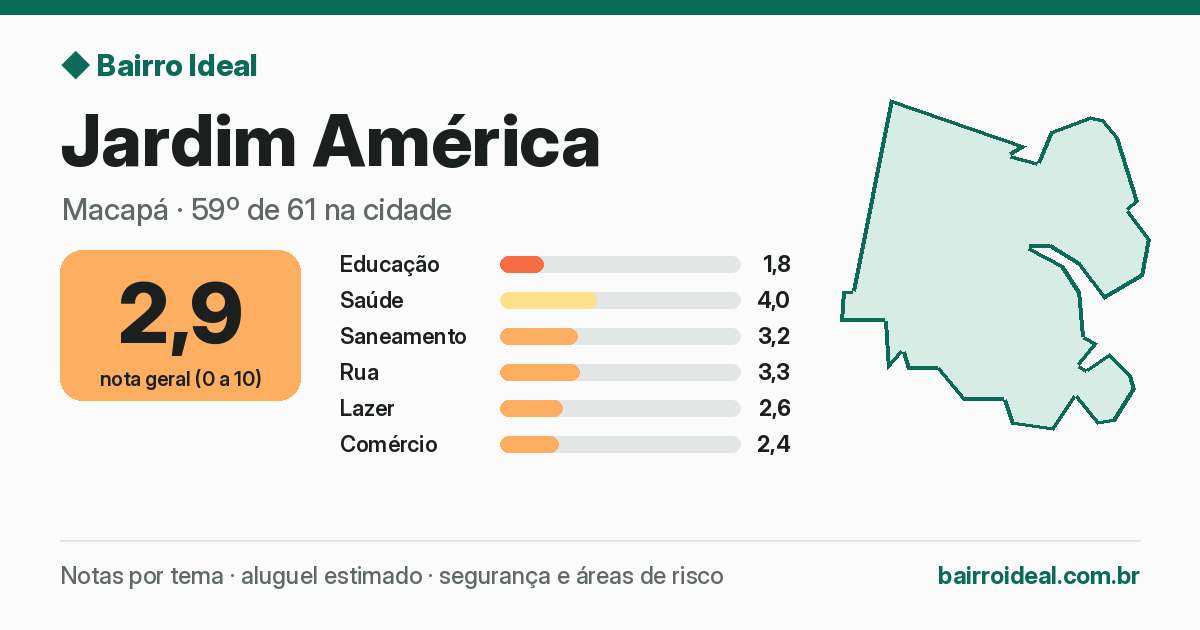 Bairro Ideal
Jardim América
Macapá · 59º de 61 na cidade
2,9
nota geral (0 a 10)
Educação 1,8
Saúde 4,0
Saneamento 3,2
Rua 3,3
Lazer 2,6
Comércio 2,4
Notas por tema · aluguel estimado · segurança e áreas de risco
bairroideal.com.br